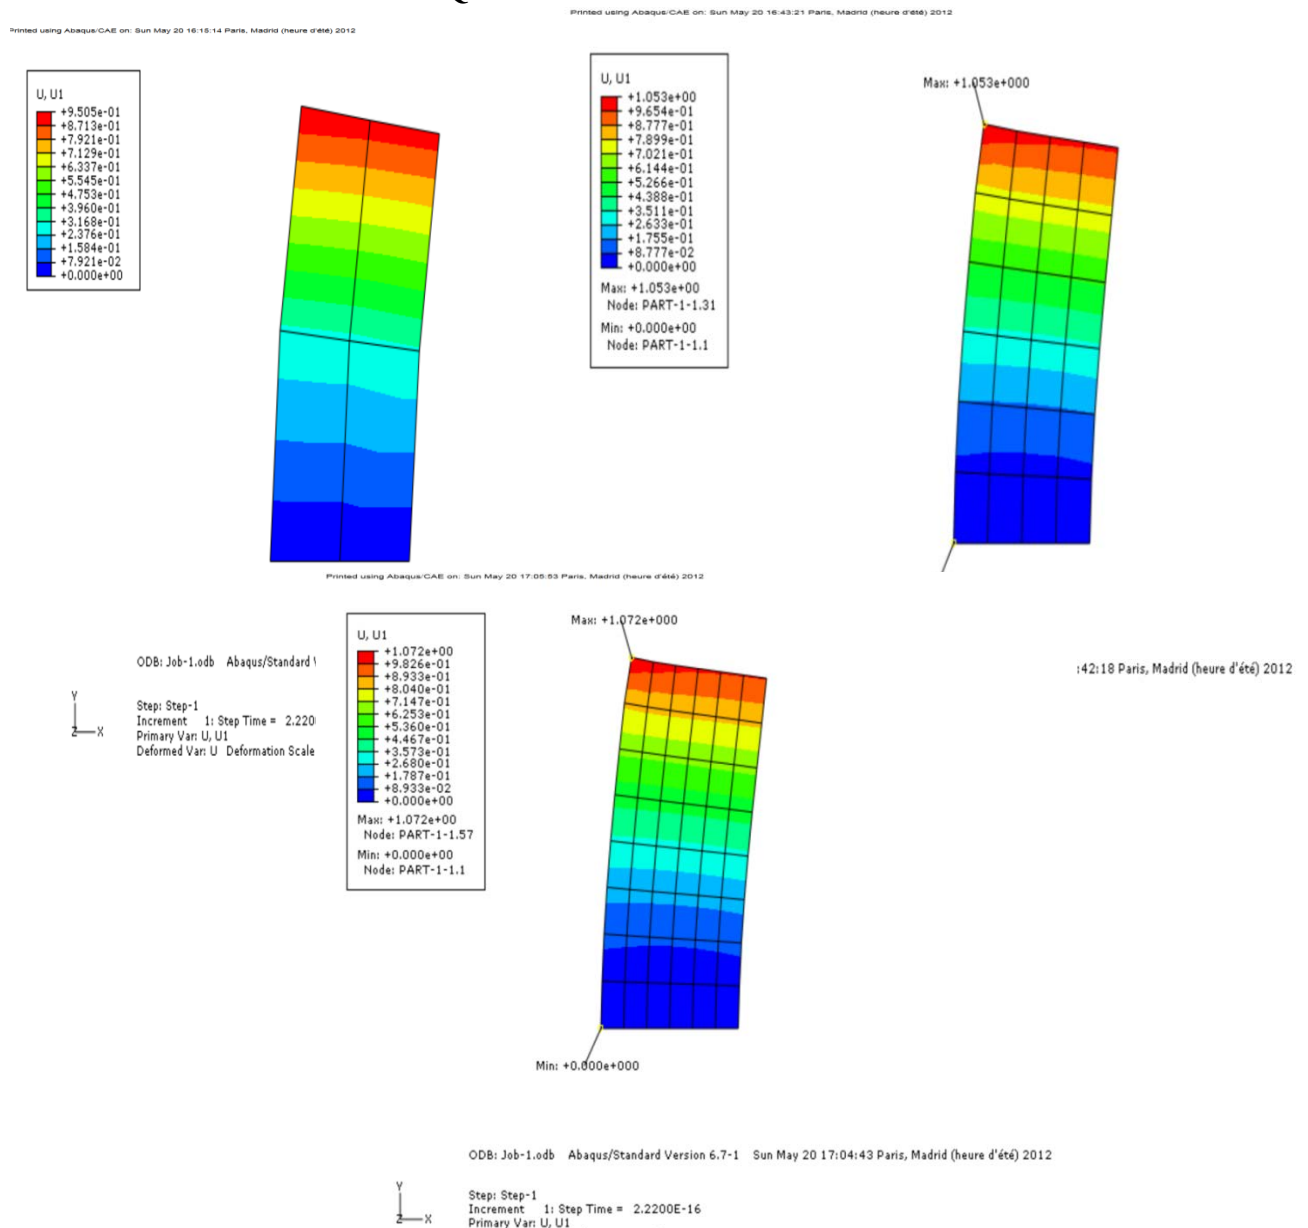 Printed using Abaqus/CAE on: Sun May 20 16:43:21 Paris, Madrid (heure d'été) 2012
Printed using Abaqus/CAE on: Sun May 20 16:15:14 Paris, Madrid (heure d'été) 2012
U, U1
+9.505e-01
+8.713e-01
+7.921e-01
+7.129e-01
+6.337e-01
+5.545e-01
+4.753e-01
+3.960e-01
+3.168e-01
+2.376e-01
+1.584e-01
+7.921e-02
+0.000e+00
U, U1
+1.053e+00
+9.654e-01
+8.777e-01
+7.899e-01
+7.021e-01
+6.144e-01
+5.266e-01
+4.388e-01
+3.511e-01
+2.633e-01
+1.755e-01
+8.777e-02
+0.000e+00
Max: +1.053e+00
Node: PART-1-1.31
Min: +0.000e+00
Node: PART-1-1.1
Max: +1.053e+000
Printed using Abaqus/CAE on: Sun May 20 17:05:53 Paris, Madrid (heure d'été) 2012
U, U1
+1.072e+00
+9.826e-01
+8.933e-01
+8.040e-01
+7.147e-01
+6.253e-01
+5.360e-01
+4.467e-01
+3.573e-01
+2.680e-01
+1.787e-01
+8.933e-02
+0.000e+00
Max: +1.072e+00
Node: PART-1-1.57
Min: +0.000e+00
Node: PART-1-1.1
Max: +1.072e+000
Min: +0.000e+000
ODB: Job-1.odb Abaqus/Standard
Y
Z X
Step: Step-1
Increment 1: Step Time = 2.220
Primary Var: U, U1
Deformed Var: U Deformation Scale
:42:18 Paris, Madrid (heure d'été) 2012
ODB: Job-1.odb Abaqus/Standard Version 6.7-1 Sun May 20 17:04:43 Paris, Madrid (heure d'été) 2012
Y
Z X
Step: Step-1
Increment 1: Step Time = 2.2200E-16
Primary Var: U, U1